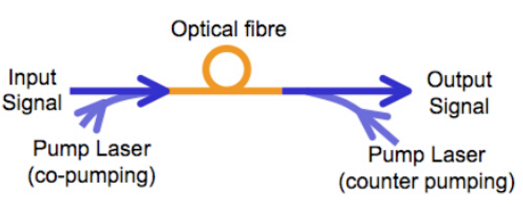 Optical fibre
Input
Signal
Output
Signal
Pump Laser
(co-pumping)
Pump Laser
(counter pumping)